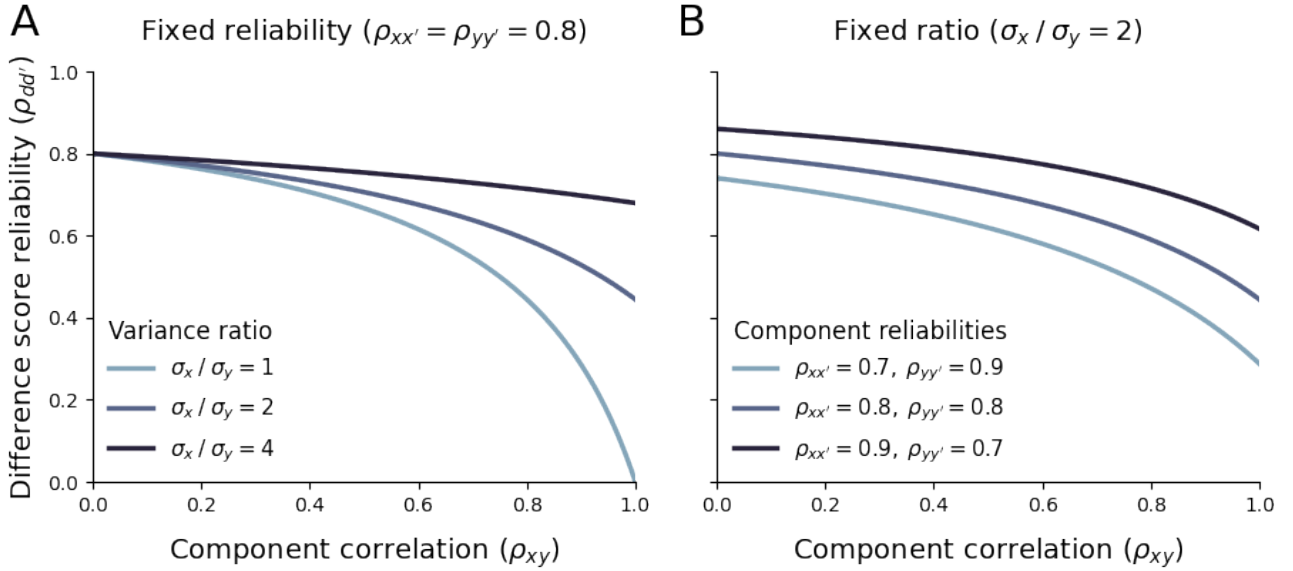 A
Fixed reliability (ρxx′ = ρyy′ = 0.8)
Difference score reliability (ρdd′)
1.0
0.8
0.6
0.4
0.2
0.0
Variance ratio
σx / σy = 1
σx / σy = 2
σx / σy = 4
0.0 0.2 0.4 0.6 0.8 1.0
Component correlation (ρxy)
B
Fixed ratio (σx / σy = 2)
Component reliabilities
ρxx′ = 0.7, ρyy′ = 0.9
ρxx′ = 0.8, ρyy′ = 0.8
ρxx′ = 0.9, ρyy′ = 0.7
0.0 0.2 0.4 0.6 0.8 1.0
Component correlation (ρxy)